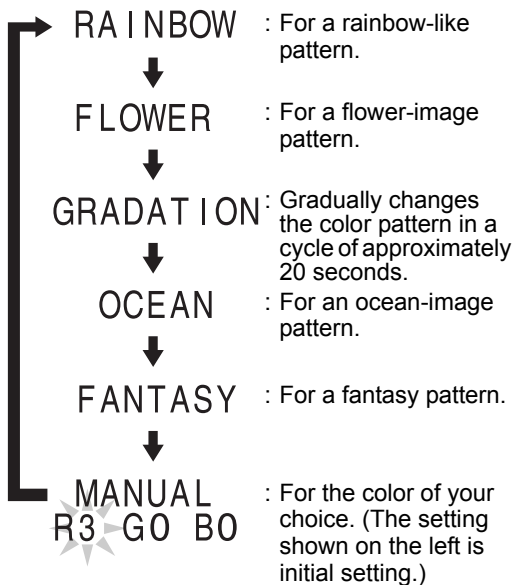 RAINBOW : For a rainbow-like
pattern.
FLOWER : For a flower-image
pattern.
GRADATION : Gradually changes
the color pattern in a
cycle of approximately
20 seconds.
OCEAN : For an ocean-image
pattern.
FANTASY : For a fantasy pattern.
MANUAL : For the color of your
R3 G0 B0 choice. (The setting
shown on the left is
initial setting.)